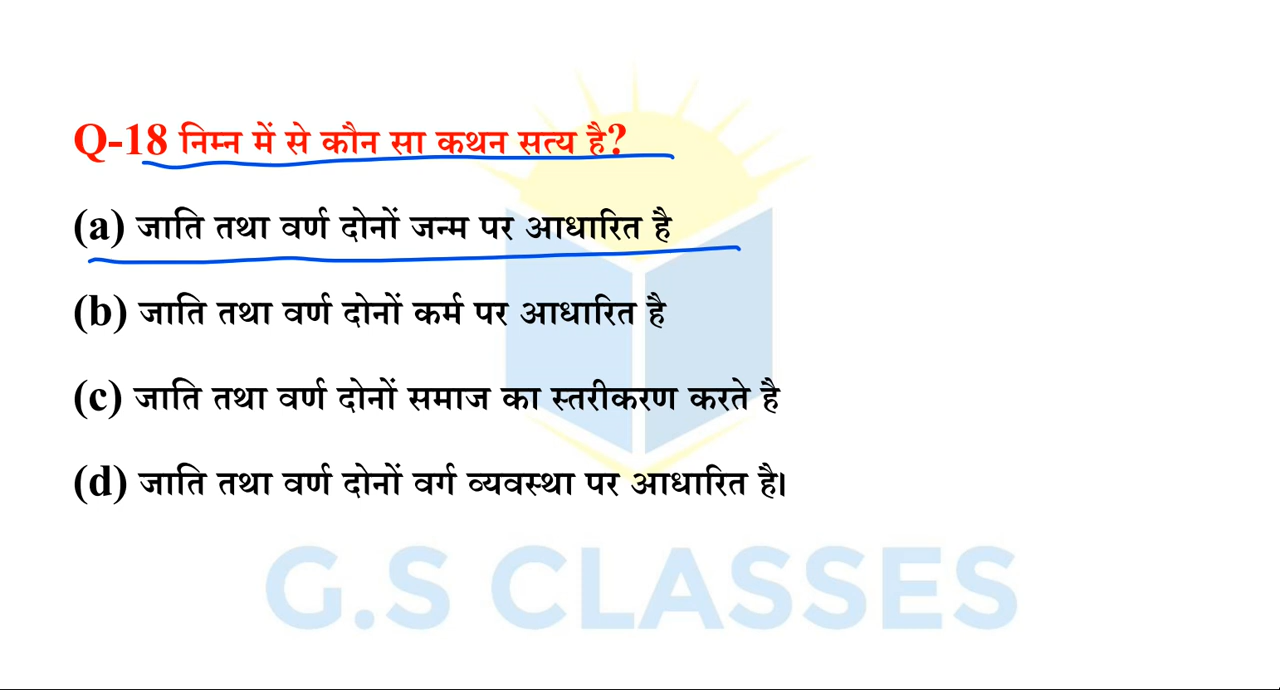 Q-18 निम्न में से कौन सा कथन सत्य है?
(a) जाति तथा वर्ण दोनों जन्म पर आधारित है
(b) जाति तथा वर्ण दोनों कर्म पर आधारित है
(c) जाति तथा वर्ण दोनों समाज का स्तरीकरण करते है
(d) जाति तथा वर्ण दोनों वर्ग व्यवस्था पर आधारित है।
G.S CLASSES